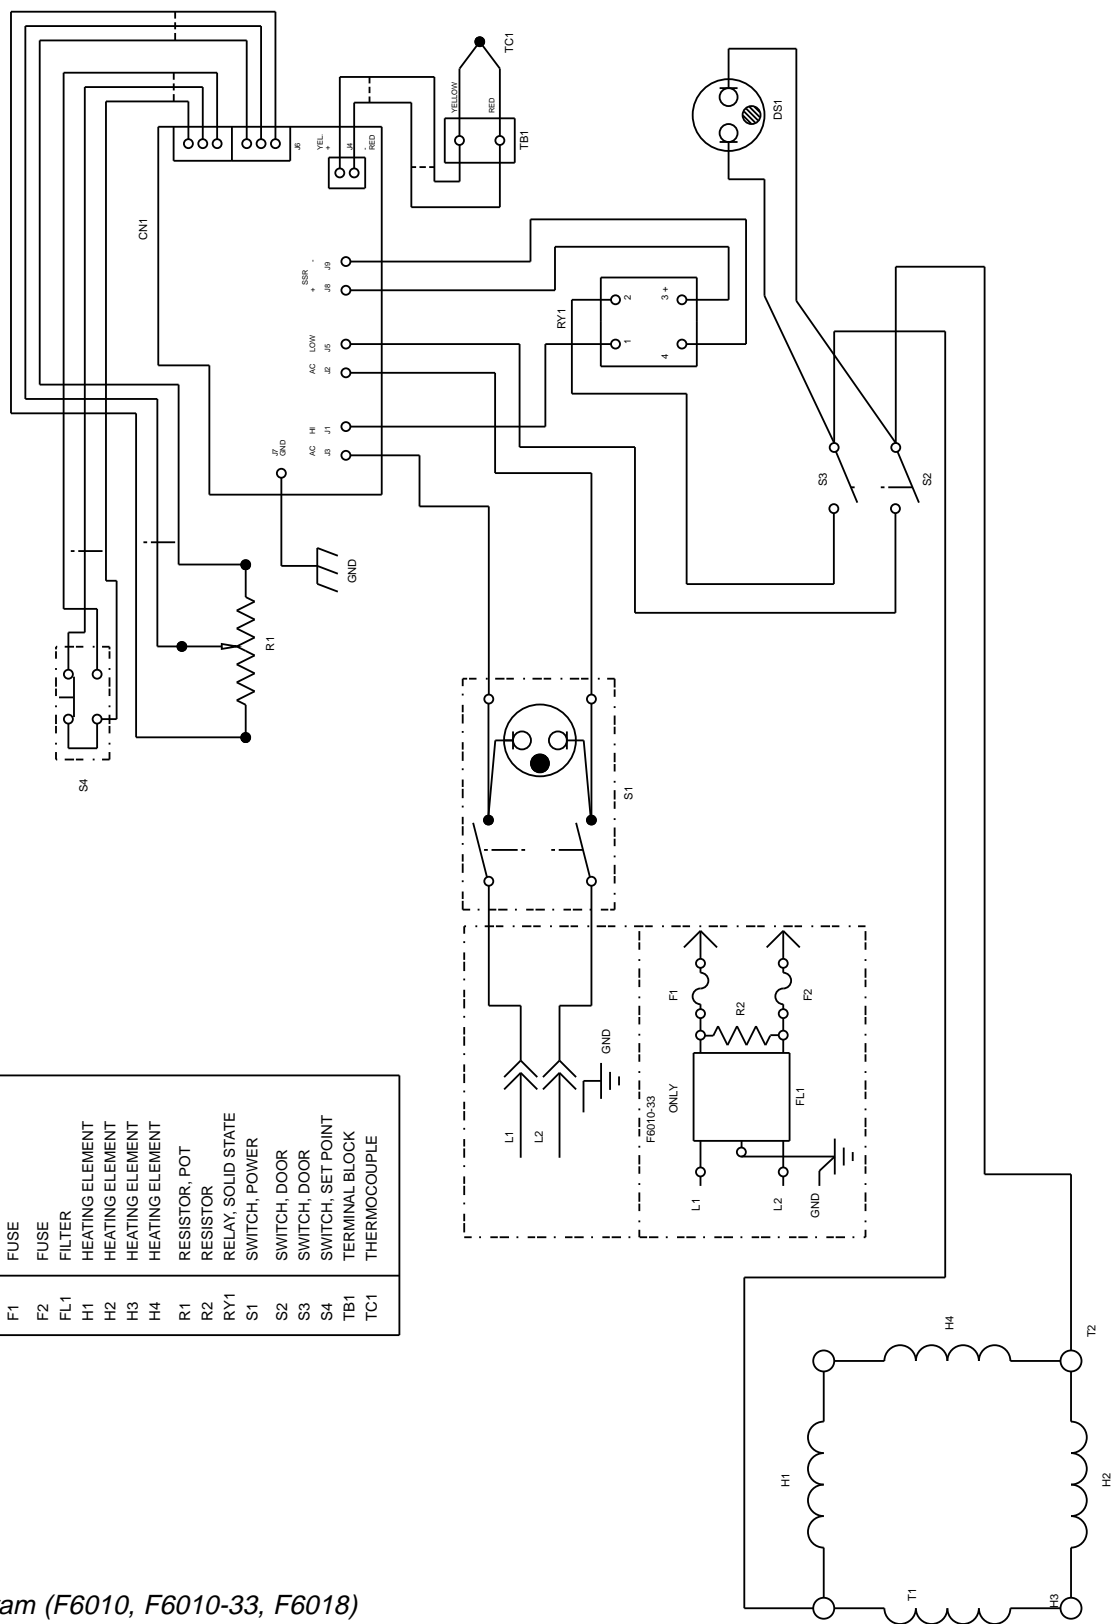 TC1
YELLOW
RED
TB1
DS1
J6
YEL
+
J4
-
RED
CN1
SSR
-
J9
+
J8
LOW
J5
AC
J2
HI
J1
AC
J3
J7
GND
GND
RY1
2
1
3 +
4
S3
S2
R1
S4
S1
F1
R2
F2
F6010-33
ONLY
FL1
L1
L2
GND
L1
L2
GND
F1 FUSE
F2 FUSE
FL1 FILTER
H1 HEATING ELEMENT
H2 HEATING ELEMENT
H3 HEATING ELEMENT
H4 HEATING ELEMENT
R1 RESISTOR, POT
R2 RESISTOR
RY1 RELAY, SOLID STATE
S1 SWITCH, POWER
S2 SWITCH, DOOR
S3 SWITCH, DOOR
S4 SWITCH, SET POINT
TB1 TERMINAL BLOCK
TC1 THERMOCOUPLE
H4
T2
H1
H2
T1
H3
ram (F6010, F6010-33, F6018)